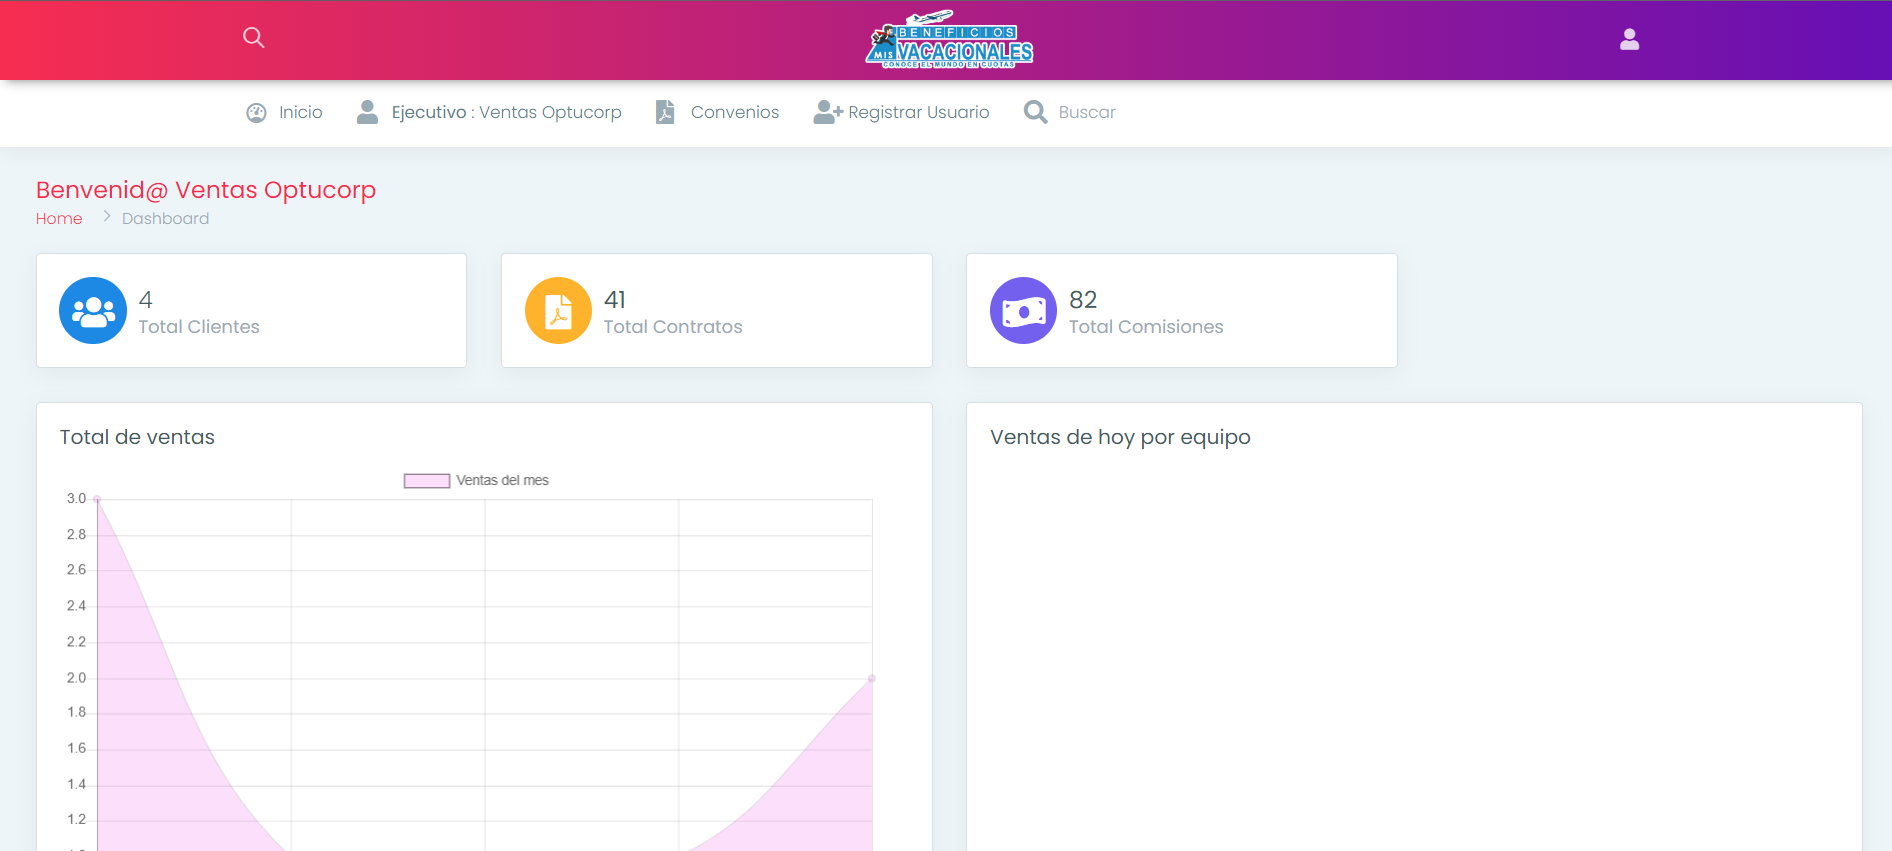 BENEFICIOS
MIS VACACIONALES
CONOCE EL MUNDO EN CUOTAS
Inicio
Ejecutivo : Ventas Optucorp
Convenios
Registrar Usuario
Buscar
Benvenid@ Ventas Optucorp
Home
Dashboard
4
Total Clientes
41
Total Contratos
82
Total Comisiones
Total de ventas
Ventas del mes
3.0
2.8
2.6
2.4
2.2
2.0
1.8
1.6
1.4
1.2
Ventas de hoy por equipo